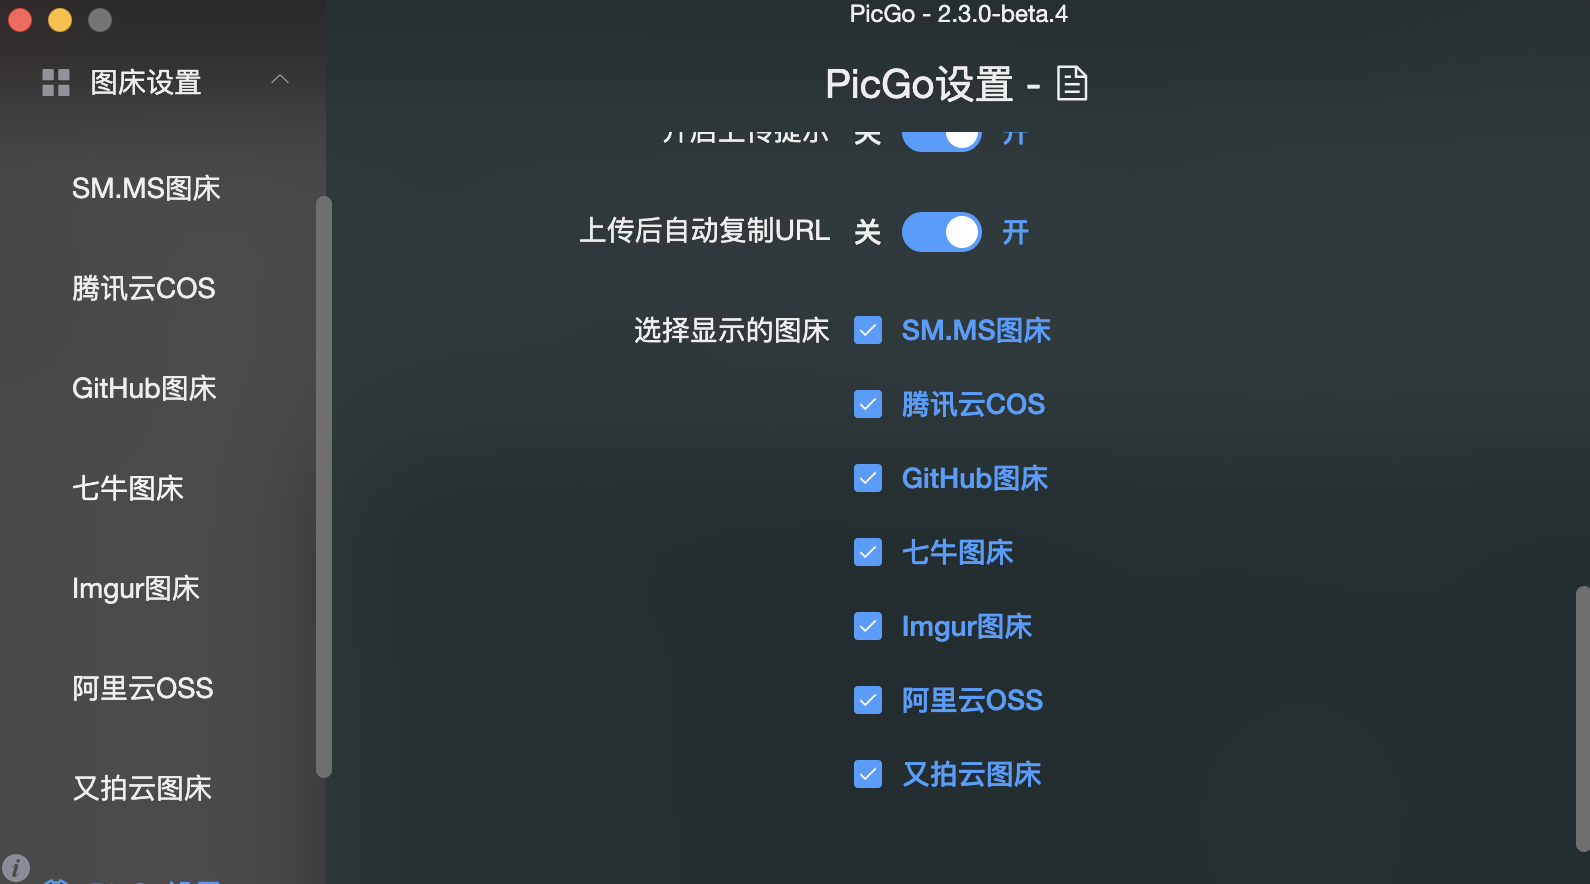 PicGo - 2.3.0-beta.4
图床设置
SM.MS图床
腾讯云COS
GitHub图床
七牛图床
Imgur图床
阿里云OSS
又拍云图床
PicGo设置 -
开启上传提示 关 开
上传后自动复制URL 关 开
选择显示的图床 SM.MS图床
腾讯云COS
GitHub图床
七牛图床
Imgur图床
阿里云OSS
又拍云图床